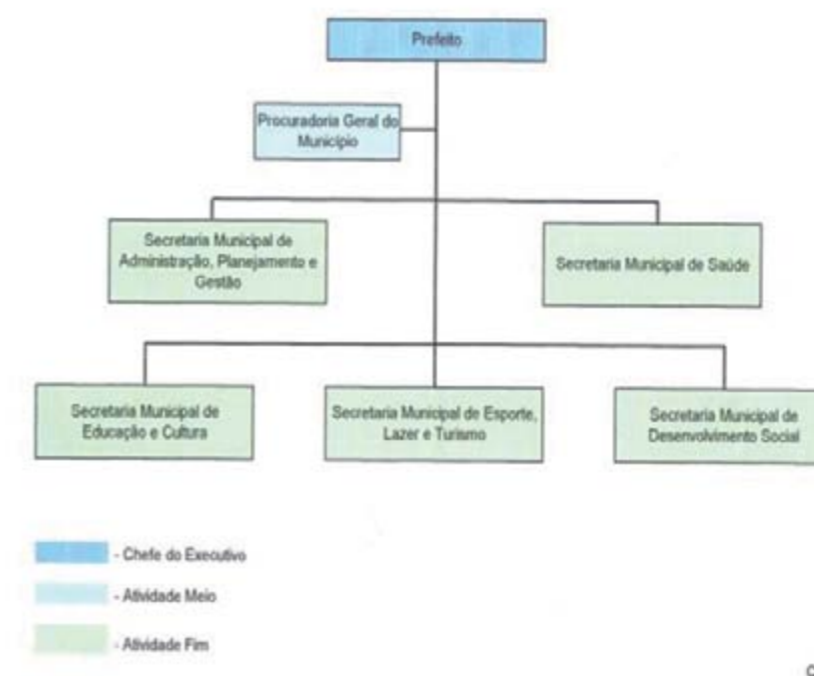 Prefeito
Procuradoria Geral do
Município
Secretaria Municipal de
Administração, Planejamento e
Gestão
Secretaria Municipal de Saúde
Secretaria Municipal de
Educação e Cultura
Secretaria Municipal de Esporte,
Lazer e Turismo
Secretaria Municipal de
Desenvolvimento Social
- Chefe do Executivo
- Atividade Meio
- Atividade Fim